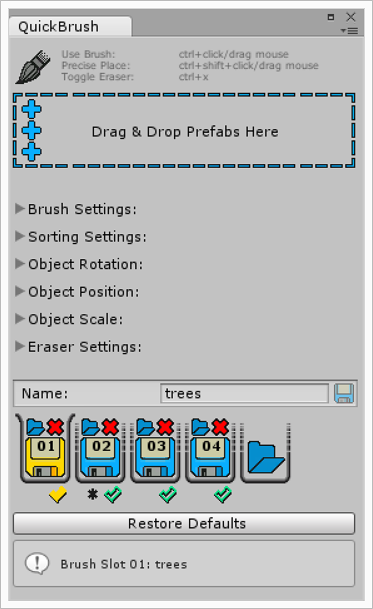 QuickBrush
Use Brush: ctrl+click/drag mouse
Precise Place: ctrl+shift+click/drag mouse
Toggle Eraser: ctrl+x
Drag & Drop Prefabs Here
Brush Settings:
Sorting Settings:
Object Rotation:
Object Position:
Object Scale:
Eraser Settings:
Name: trees
01 02 03 04
Restore Defaults
Brush Slot 01: trees